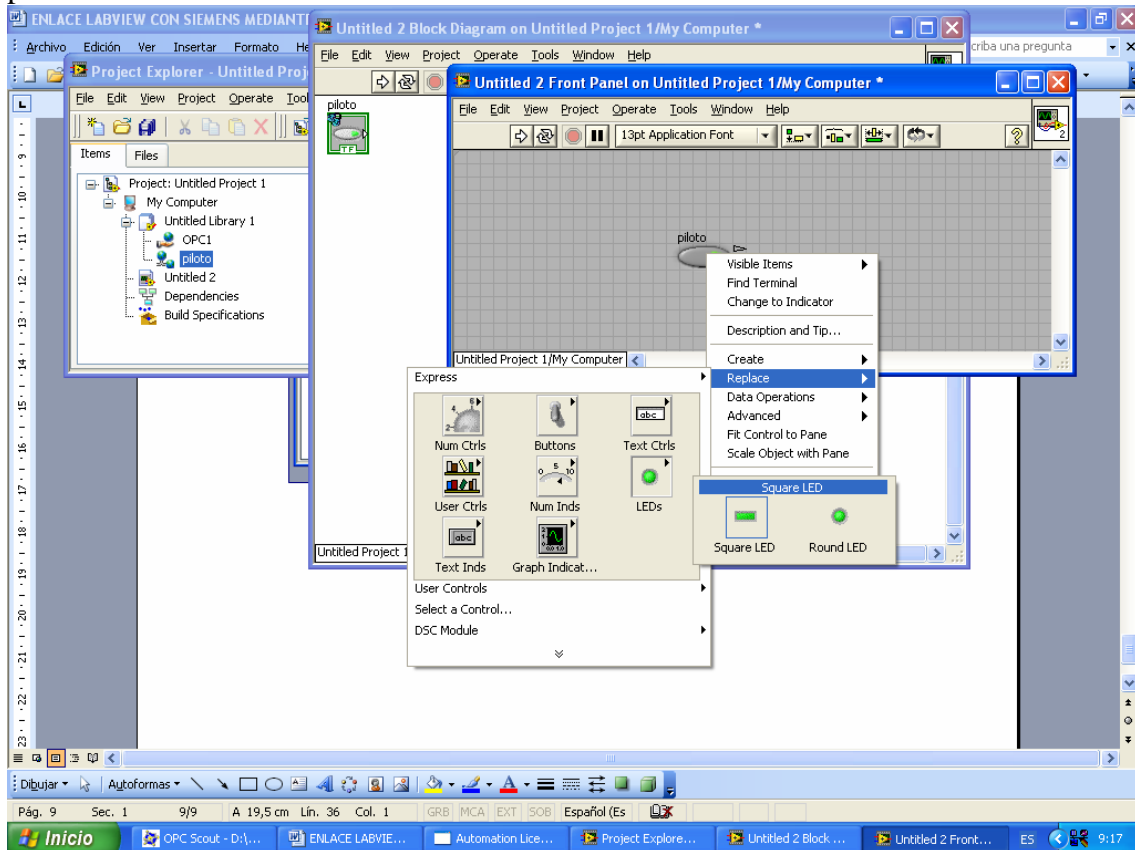 ENLACE LABVIEW CON SIEMENS MEDIANT
Archivo Edición Ver Insertar Formato He
criba una pregunta
Project Explorer - Untitled Proj
File Edit View Project Operate Tool
Items Files
Project: Untitled Project 1
My Computer
Untitled Library 1
OPC1
piloto
Untitled 2
Dependencies
Build Specifications
Untitled 2 Block Diagram on Untitled Project 1/My Computer *
File Edit View Project Operate Tools Window Help
piloto
TF
Untitled Project 1
Untitled 2 Front Panel on Untitled Project 1/My Computer *
File Edit View Project Operate Tools Window Help
13pt Application Font
2
piloto
Untitled Project 1/My Computer
Visible Items
Find Terminal
Change to Indicator
Description and Tip...
Create
Replace
Data Operations
Advanced
Fit Control to Pane
Scale Object with Pane
Express
Num Ctrls Buttons Text Ctrls
User Ctrls Num Inds LEDs
Text Inds Graph Indicat...
User Controls
Select a Control...
DSC Module
Square LED
Square LED Round LED
Dibujar Autoformas
Pág. 9 Sec. 1 9/9 A 19,5 cm Lín. 36 Col. 1 GRB MCA EXT SOB Español (Es
Inicio OPC Scout - D:\... ENLACE LABVIE... Automation Lice... Project Explore... Untitled 2 Block ... Untitled 2 Front... ES 9:17